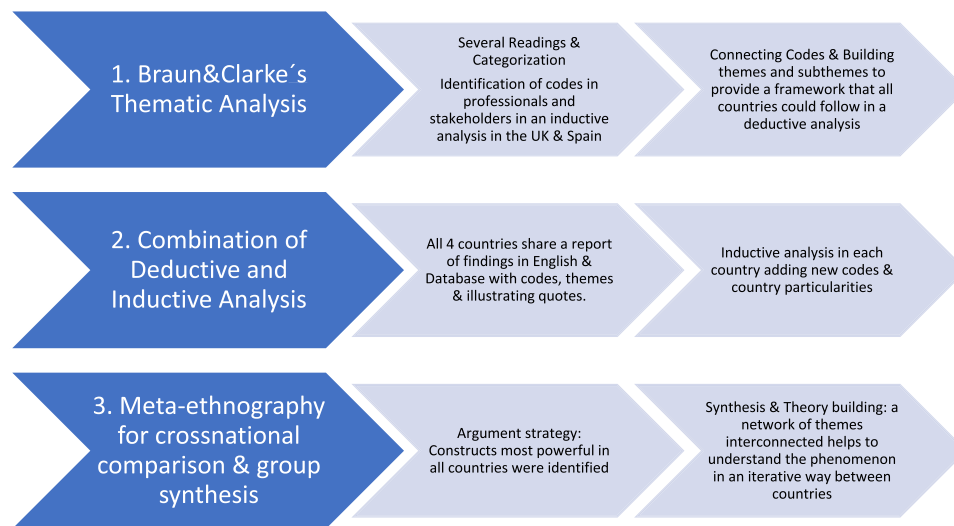 1. Braun&Clarke´s
Thematic Analysis
Several Readings &
Categorization
Identification of codes in
professionals and
stakeholders in an inductive
analysis in the UK & Spain
Connecting Codes & Building
themes and subthemes to
provide a framework that all
countries could follow in a
deductive analysis
2. Combination of
Deductive and
Inductive Analysis
All 4 countries share a report
of findings in English &
Database with codes, themes
& illustrating quotes.
Inductive analysis in each
country adding new codes &
country particularities
3. Meta-ethnography
for crossnational
comparison & group
synthesis
Argument strategy:
Constructs most powerful in
all countries were identified
Synthesis & Theory building: a
network of themes
interconnected helps to
understand the phenomenon
in an iterative way between
countries